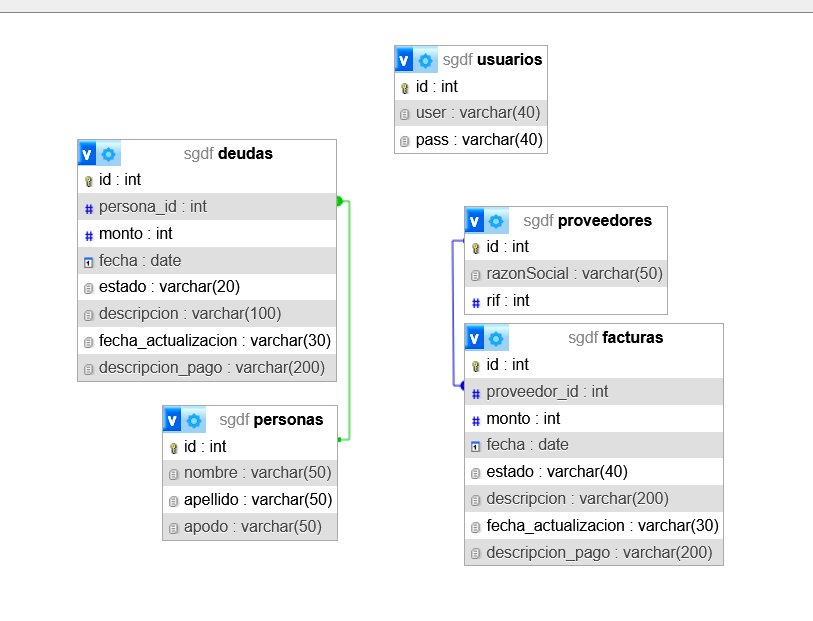 v sgdf usuarios
id : int
user : varchar(40)
pass : varchar(40)
v sgdf deudas
id : int
# persona_id : int
# monto : int
fecha : date
estado : varchar(20)
descripcion : varchar(100)
fecha_actualizacion : varchar(30)
descripcion_pago : varchar(200)
v sgdf personas
id : int
nombre : varchar(50)
apellido : varchar(50)
apodo : varchar(50)
v sgdf proveedores
id : int
razonSocial : varchar(50)
# rif : int
v sgdf facturas
id : int
# proveedor_id : int
# monto : int
fecha : date
estado : varchar(40)
descripcion : varchar(200)
fecha_actualizacion : varchar(30)
descripcion_pago : varchar(200)